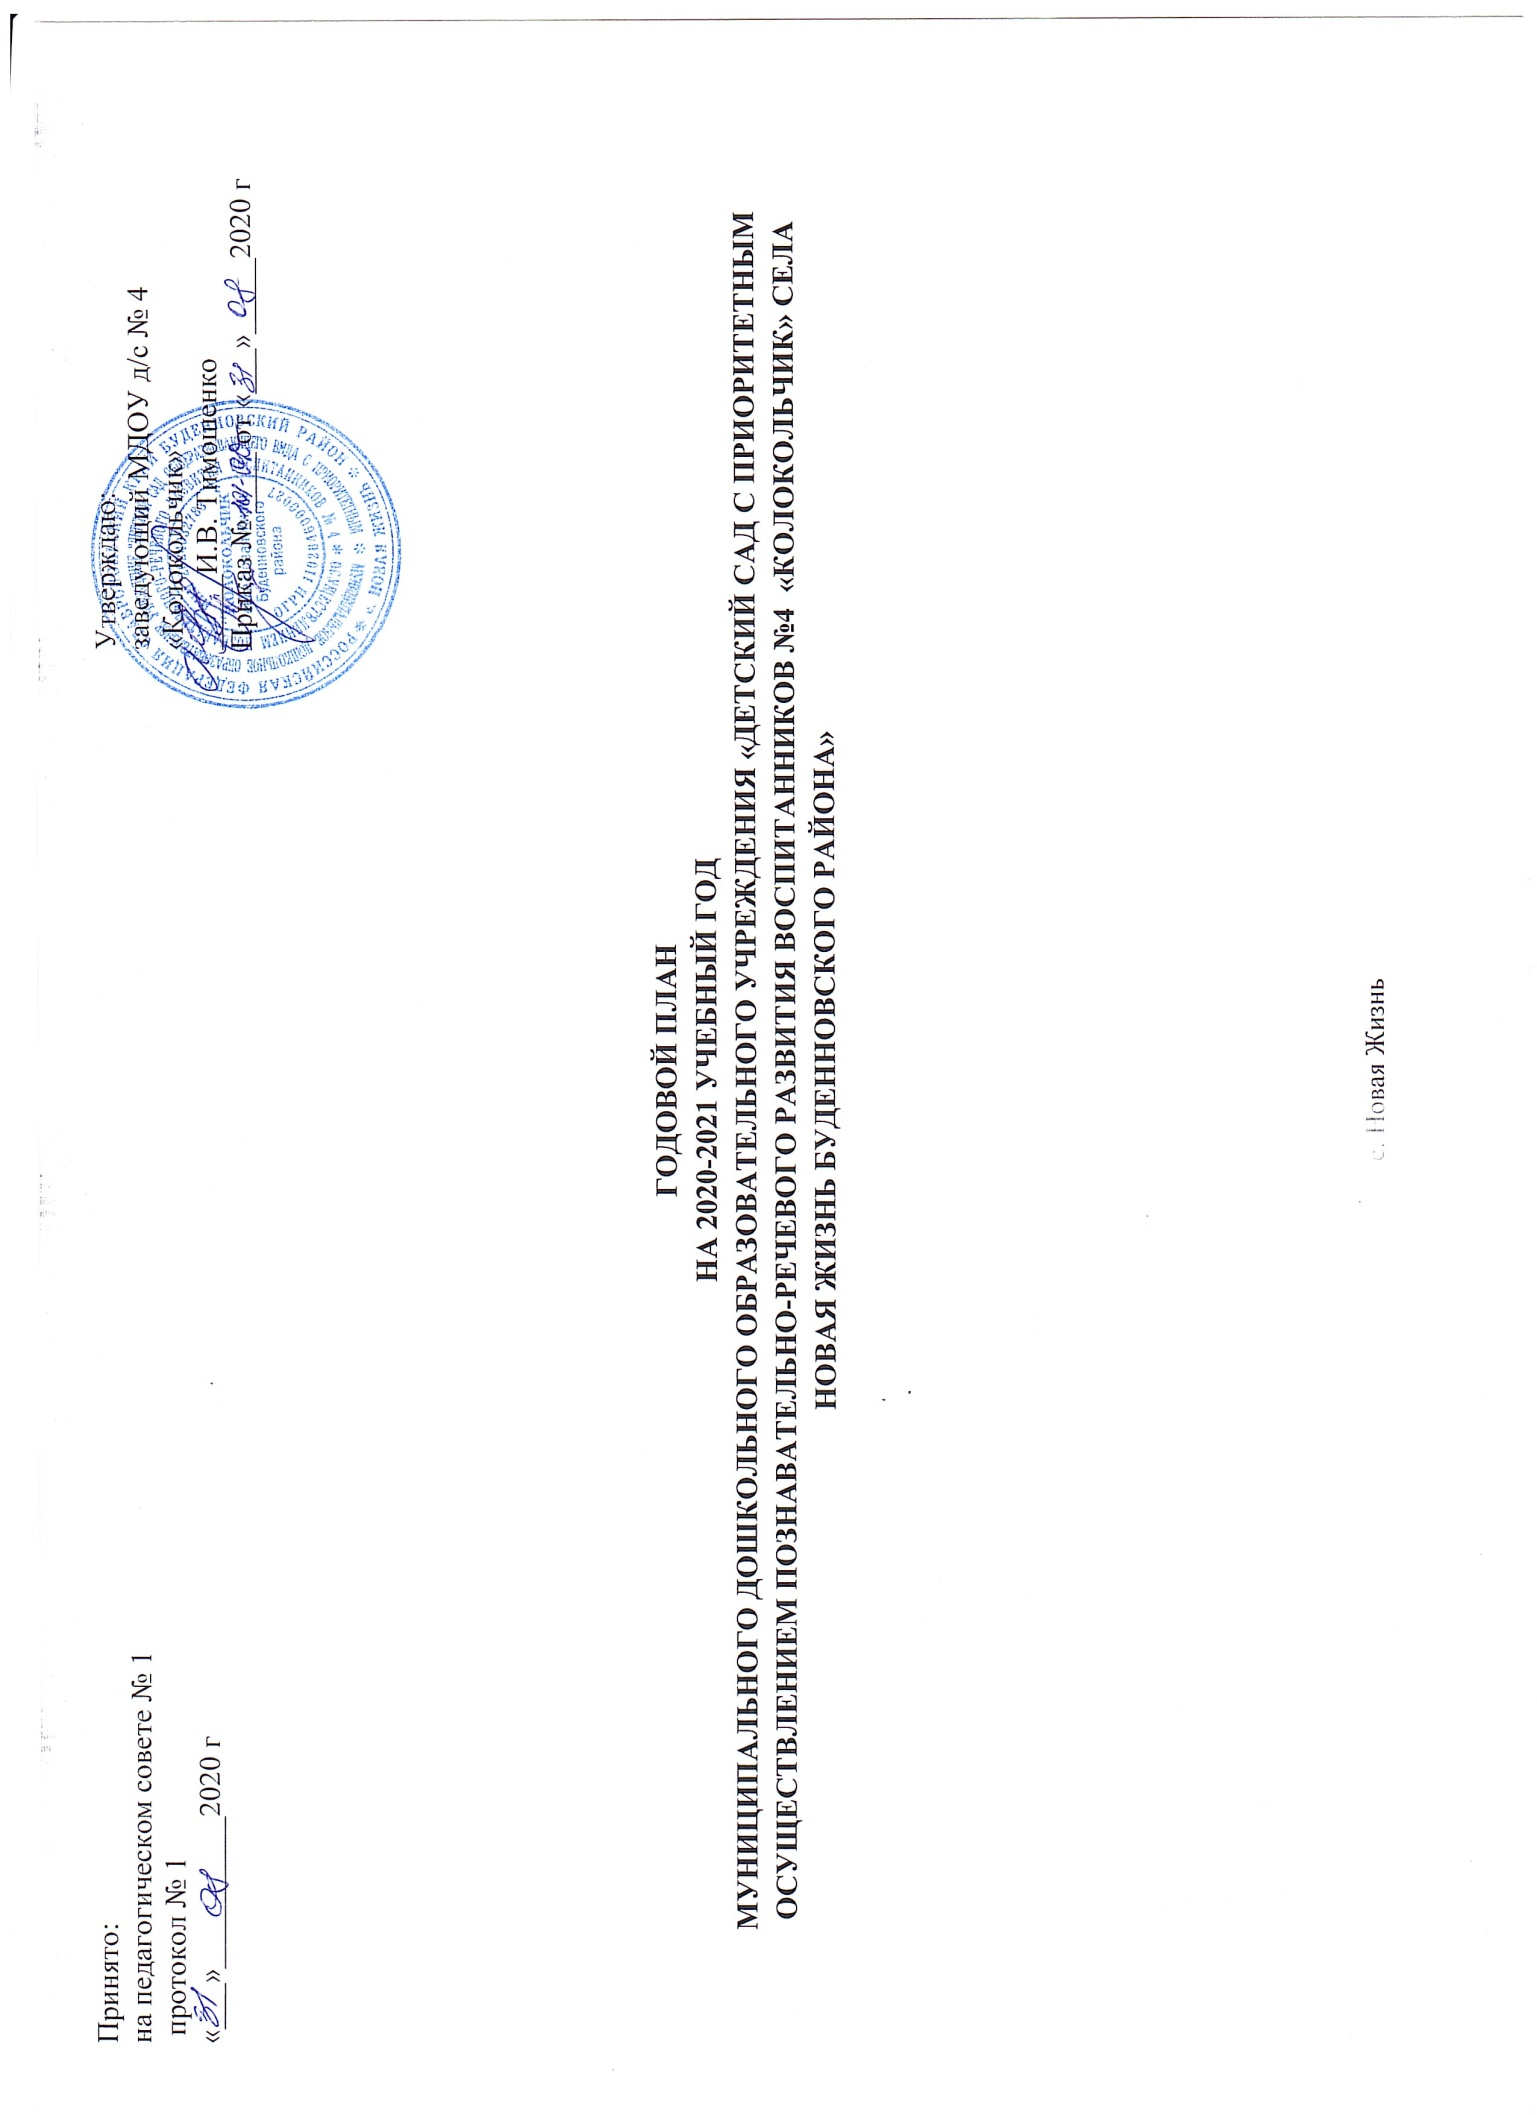 Принято:
на педагогическом совете № 1
протокол № 1
«31» 08 2020 г
Утверждаю:
заведующий МДОУ д/с № 4
«Колокольчик»
И.В. Тимошенко
Приказ № от «31» 08 2020 г
ГОДОВОЙ ПЛАН
НА 2020-2021 УЧЕБНЫЙ ГОД
МУНИЦИПАЛЬНОГО ДОШКОЛЬНОГО ОБРАЗОВАТЕЛЬНОГО УЧРЕЖДЕНИЯ «ДЕТСКИЙ САД С ПРИОРИТЕТНЫМ
ОСУЩЕСТВЛЕНИЕМ ПОЗНАВАТЕЛЬНО-РЕЧЕВОГО РАЗВИТИЯ ВОСПИТАННИКОВ №4 «КОЛОКОЛЬЧИК» СЕЛА
НОВАЯ ЖИЗНЬ БУДЕННОВСКОГО РАЙОНА»
с. Новая Жизнь